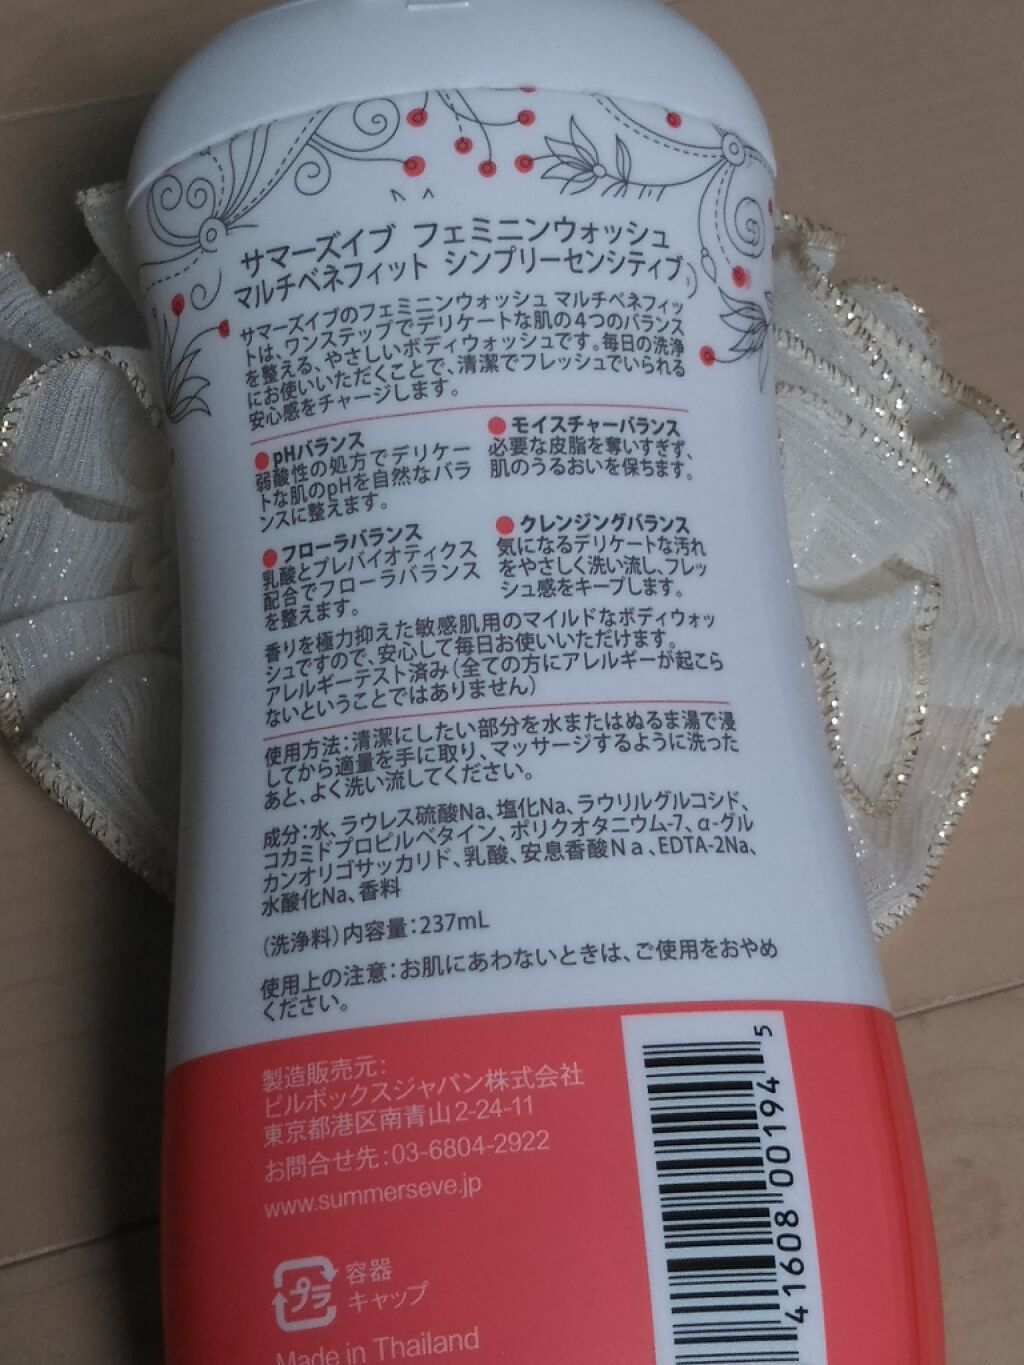 サマーズイブ フェミニンウォッシュ
マルチベネフィット シンプリーセンシティブ
サマーズイブのフェミニンウォッシュ マルチベネフィッ
トは、ワンステップでデリケートな肌の4つのバランス
を整える、やさしいボディウォッシュです。毎日の洗浄
にお使いいただくことで、清潔でフレッシュでいられる
安心感をチャージします。
●pHバランス
弱酸性の処方でデリケー
トな肌のpHを自然なバラ
ンスに整えます。
●モイスチャーバランス
必要な皮脂を奪いすぎず、
肌のうるおいを保ちます。
●フローラバランス
乳酸とプレバイオティクス
配合でフローラバランス
を整えます。
●クレンジングバランス
気になるデリケートな汚れ
をやさしく洗い流し、フレッ
シュ感をキープします。
香りを極力抑えた敏感肌用のマイルドなボディウォッ
シュですので、安心して毎日お使いいただけます。
アレルギーテスト済み(全ての方にアレルギーが起こら
ないということではありません)
使用方法:清潔にしたい部分を水またはぬるま湯で浸
してから適量を手に取り、マッサージするように洗った
あと、よく洗い流してください。
成分:水、ラウレス硫酸Na、塩化Na、ラウリルグルコシド、
コカミドプロピルベタイン、ポリクオタニウム-7、α-グル
カンオリゴサッカリド、乳酸、安息香酸Na、EDTA-2Na、
水酸化Na、香料
(洗浄料)内容量:237mL
使用上の注意:お肌にあわないときは、ご使用をおやめ
ください。
製造販売元:
ピルボックスジャパン株式会社
東京都港区南青山2-24-11
お問合せ先:03-6804-2922
www.summerseve.jp
プラ
容器
キャップ
Made in Thailand
41608 00194 5